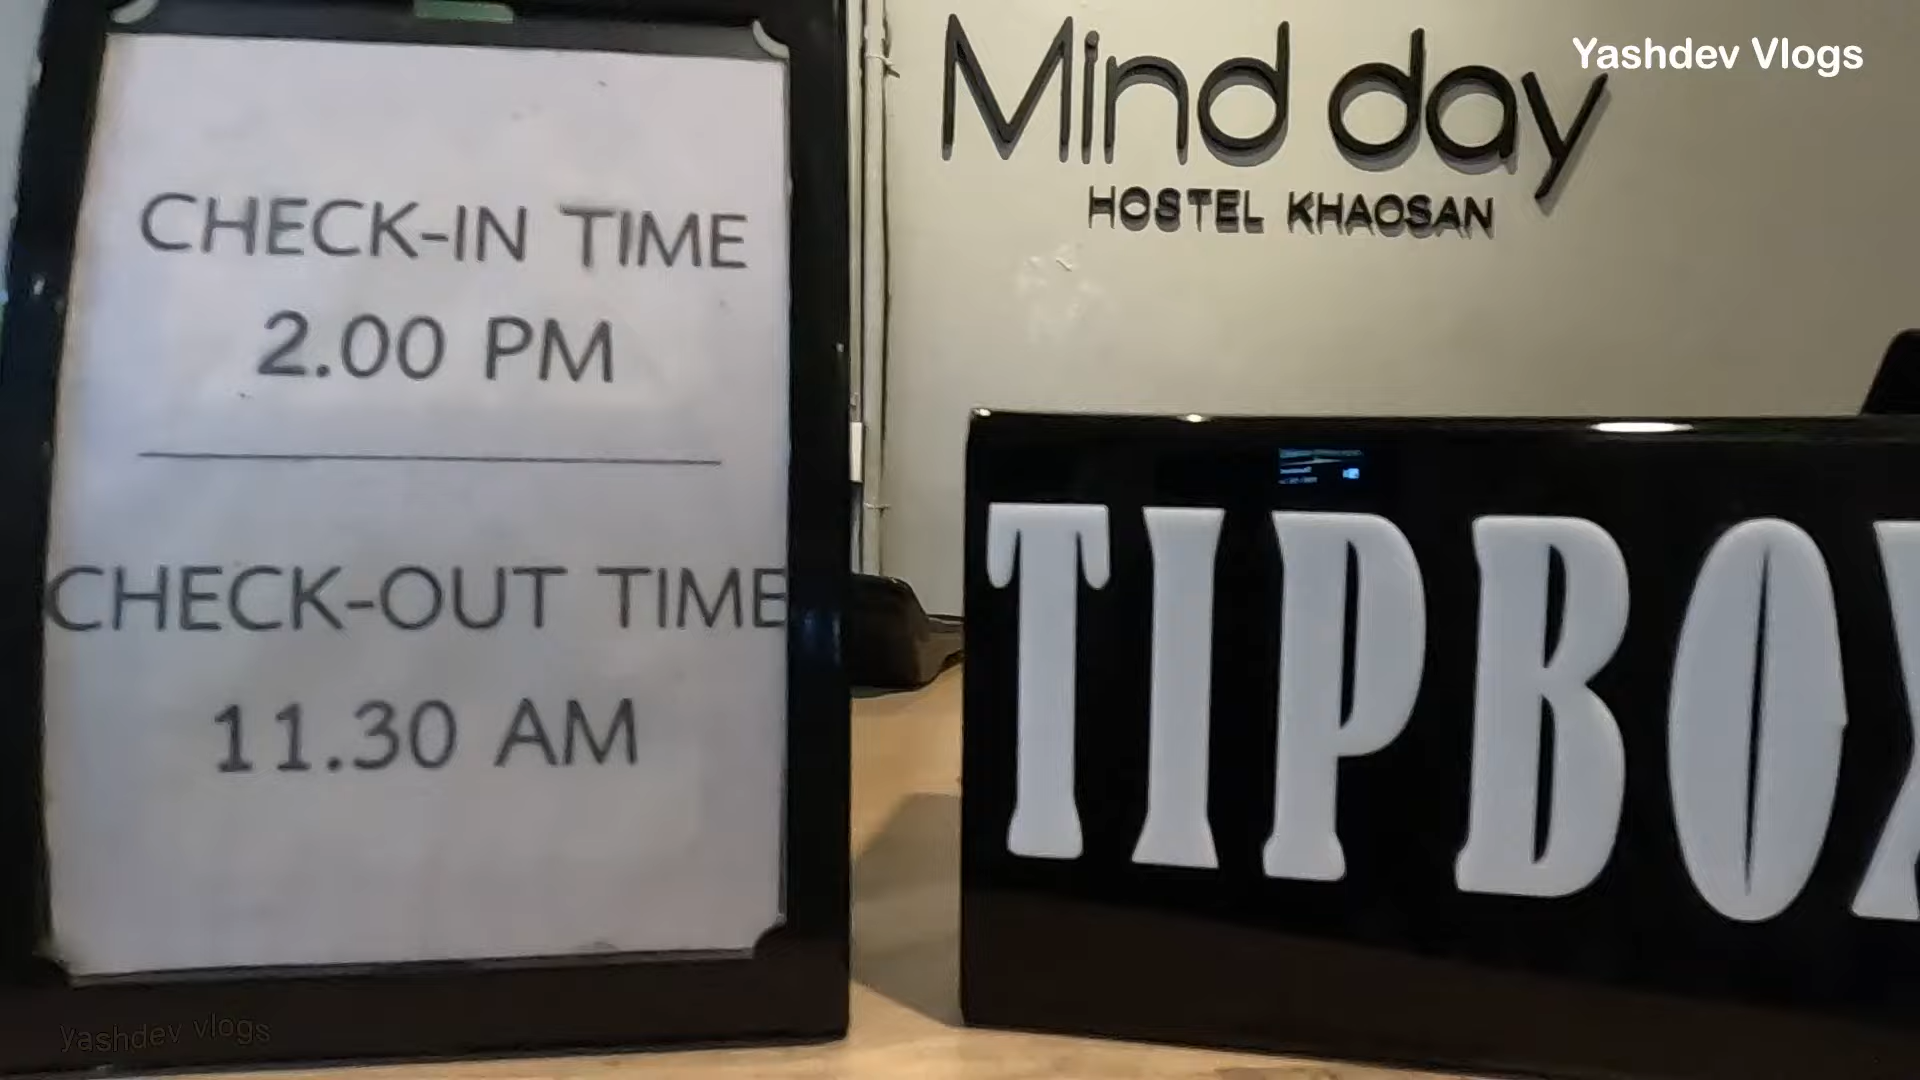 Yashdev Vlogs
Mind day
HOSTEL KHAOSAN
CHECK-IN TIME
2.00 PM
CHECK-OUT TIME
11.30 AM
TIPBOX
yashdev vlogs